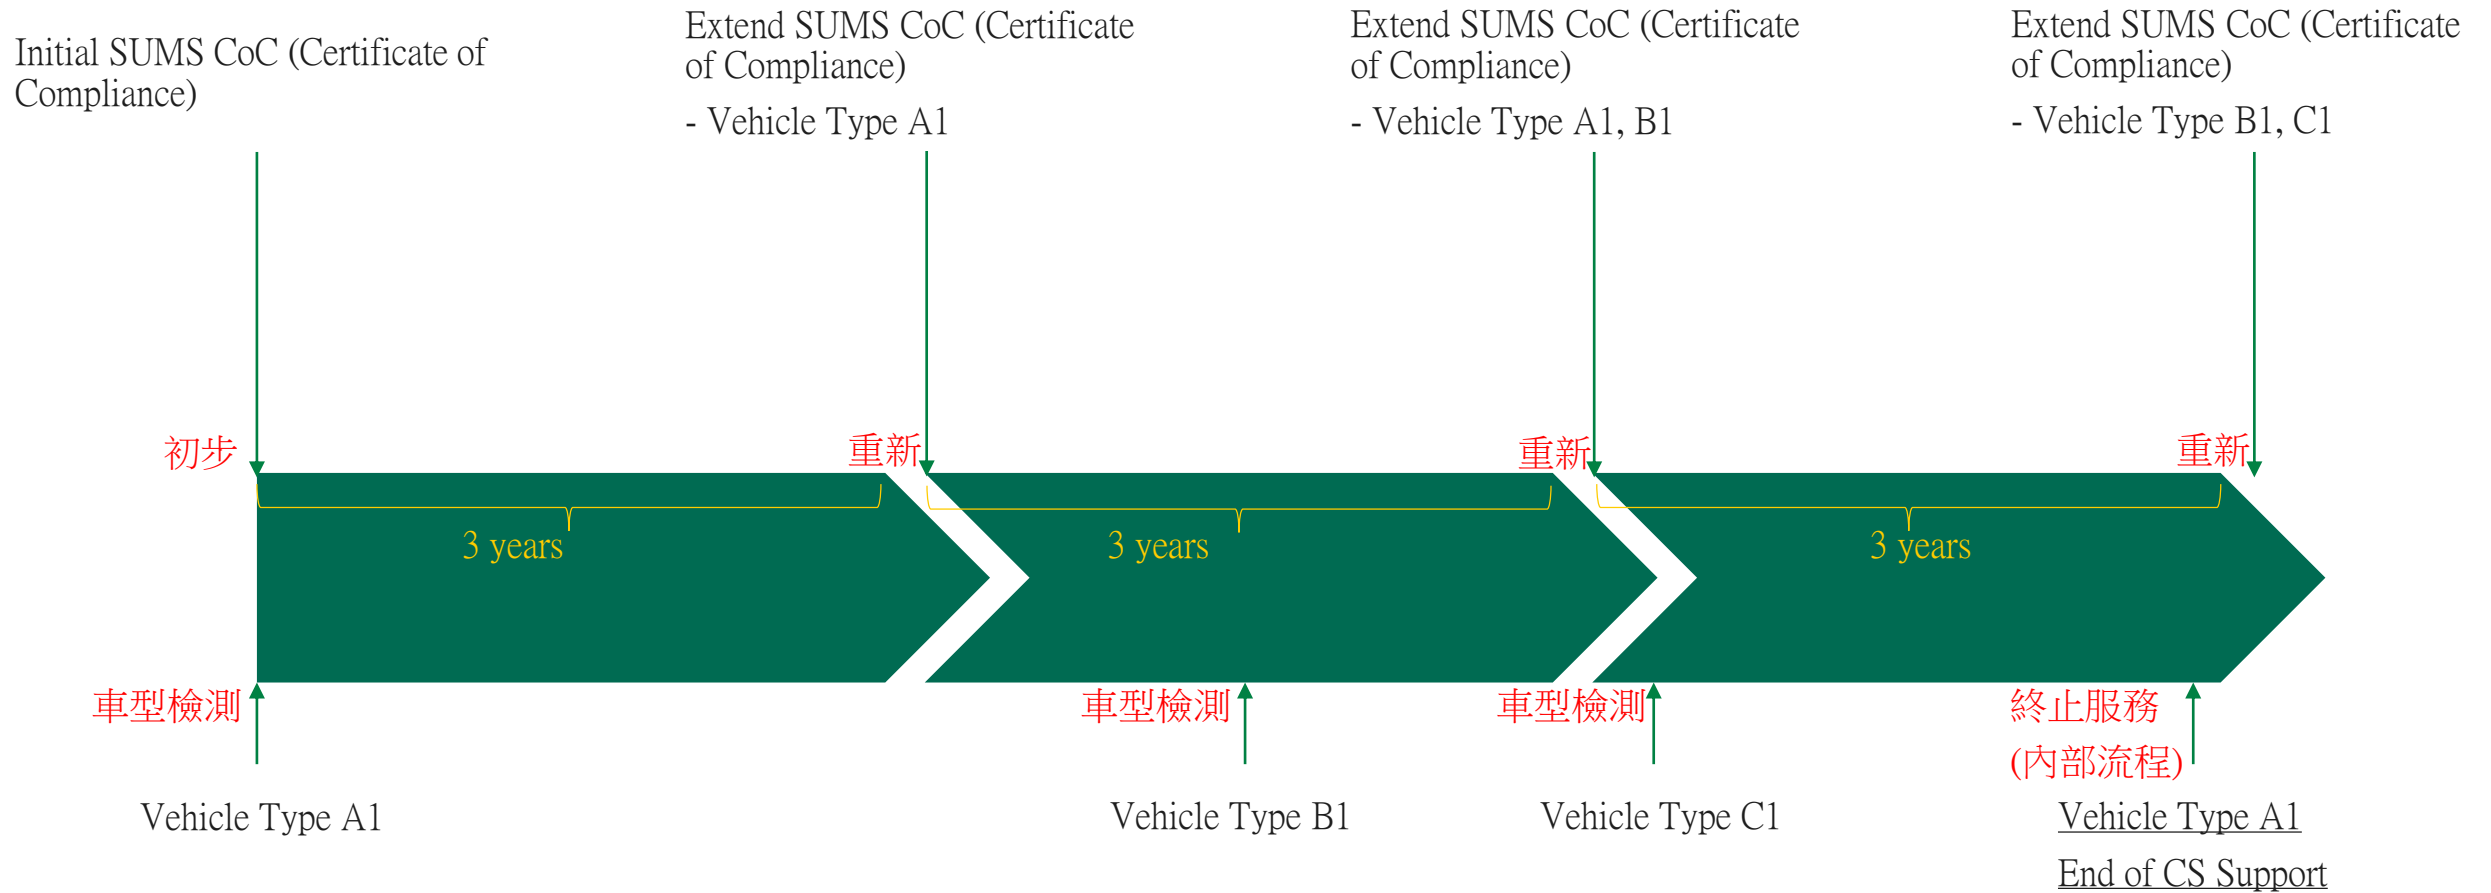 Initial SUMS CoC (Certificate of
Compliance)
Extend SUMS CoC (Certificate
of Compliance)
- Vehicle Type A1
Extend SUMS CoC (Certificate
of Compliance)
- Vehicle Type A1, B1
Extend SUMS CoC (Certificate
of Compliance)
- Vehicle Type B1, C1
初步
重新
重新
重新
3 years
3 years
3 years
車型檢測
車型檢測
車型檢測
終止服務
(內部流程)
Vehicle Type A1
Vehicle Type B1
Vehicle Type C1
Vehicle Type A1
End of CS Support